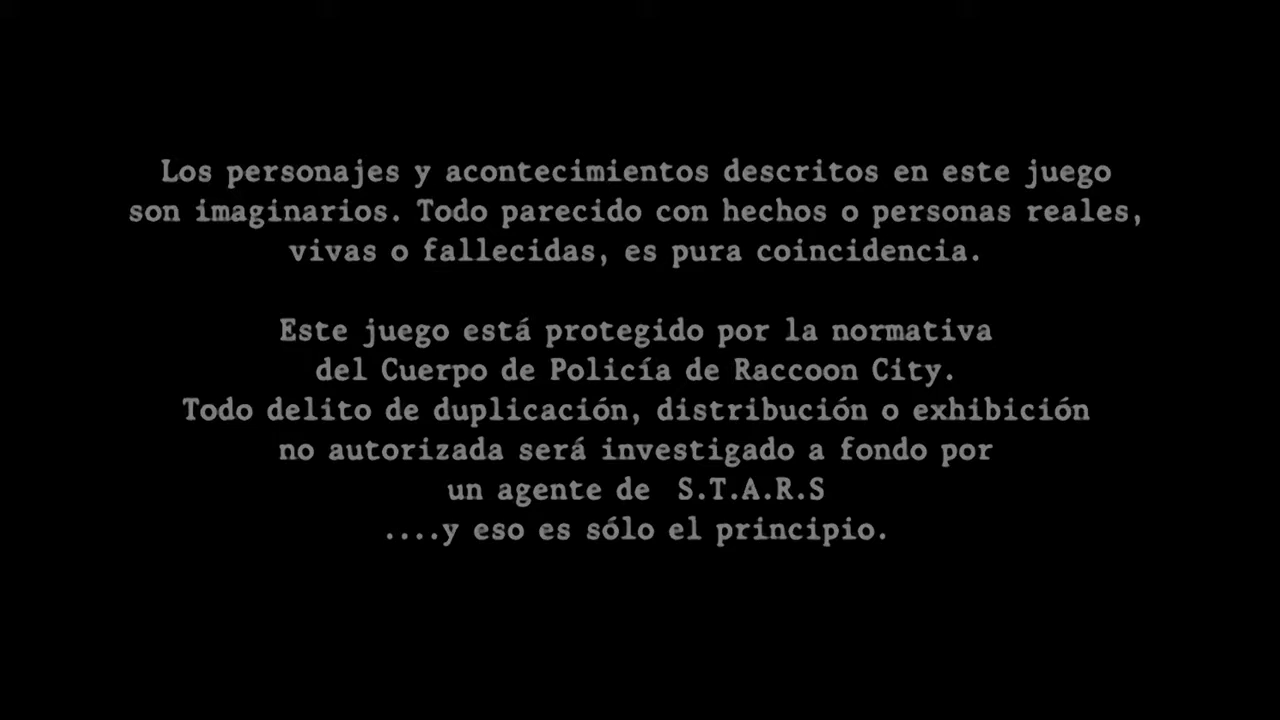 Los personajes y acontecimientos descritos en este juego
son imaginarios. Todo parecido con hechos o personas reales,
vivas o fallecidas, es pura coincidencia.
Este juego está protegido por la normativa
del Cuerpo de Policía de Raccoon City.
Todo delito de duplicación, distribución o exhibición
no autorizada será investigado a fondo por
un agente de  S.T.A.R.S
....y eso es sólo el principio.